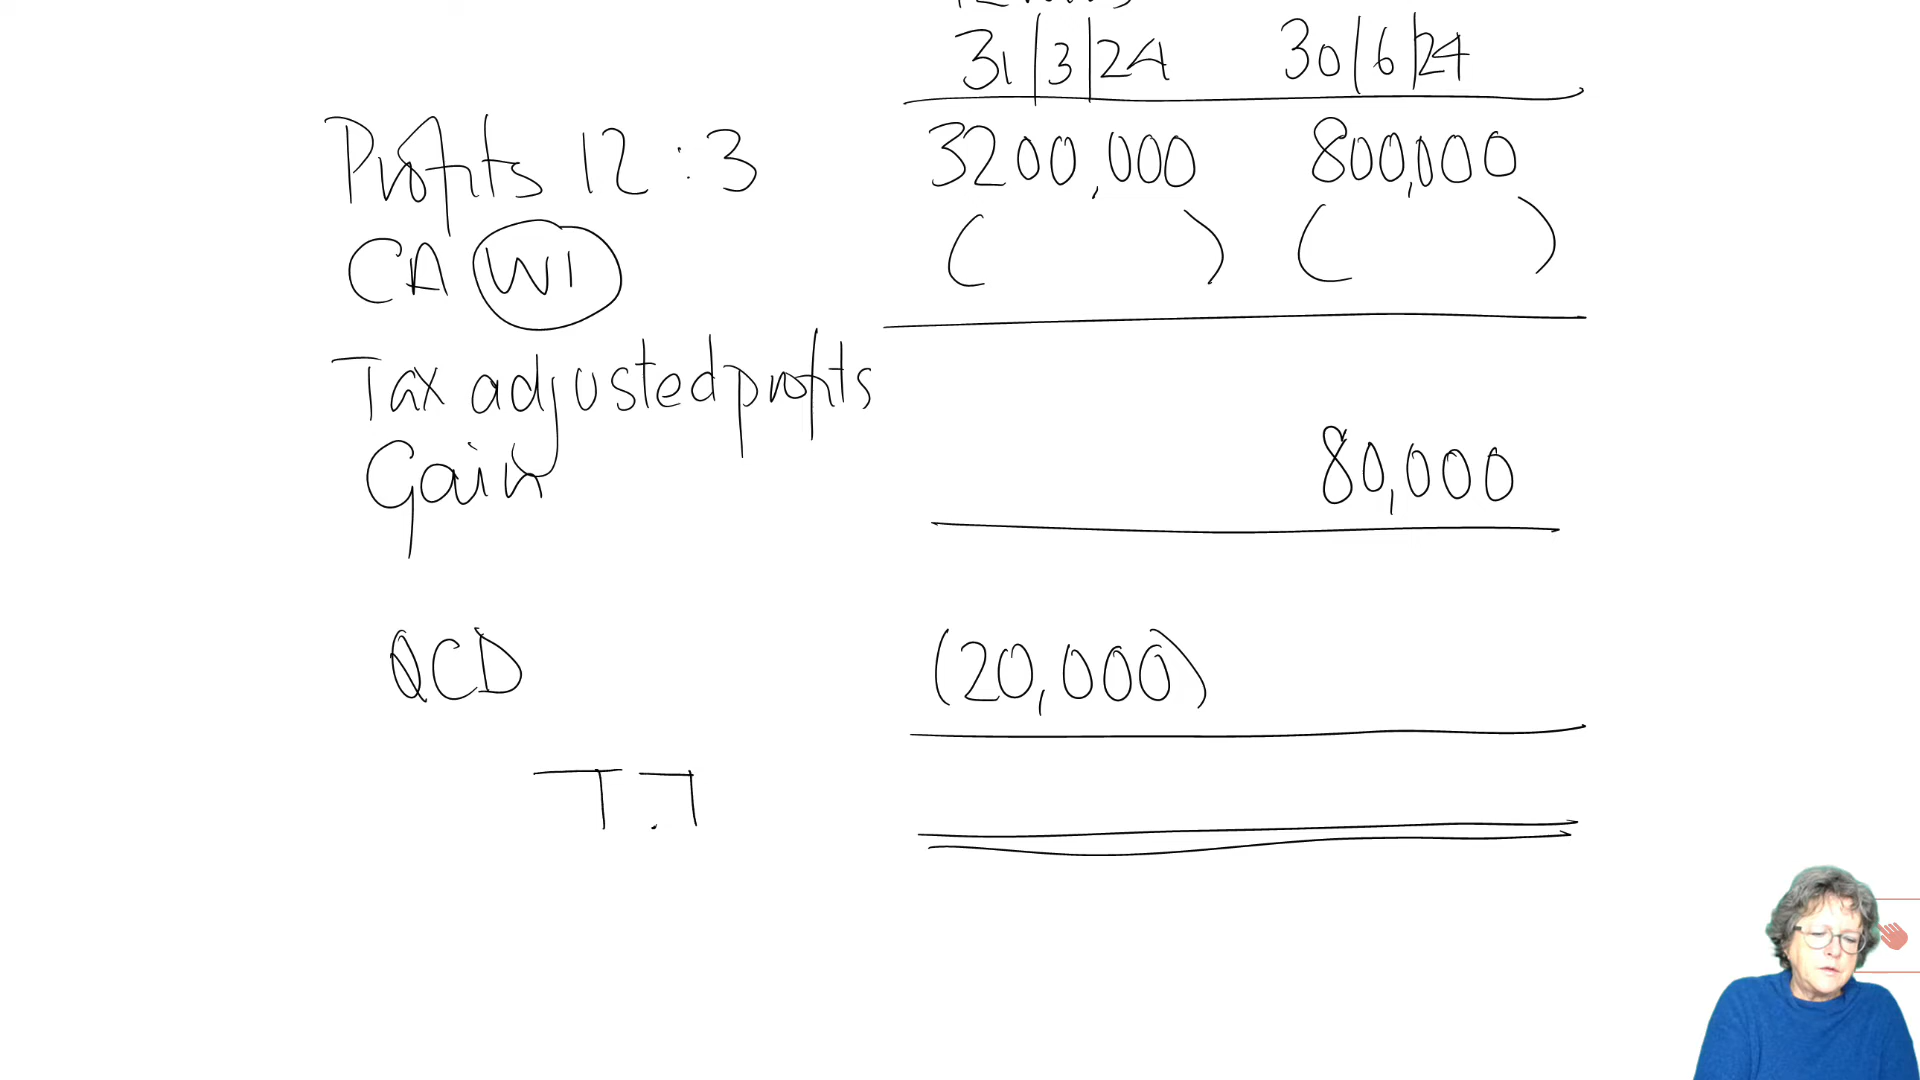 31/3/24 30/6/24
Profits 12:3 3200,000 800,000
CA W1 ( ) ( )
Tax adjusted profits
Gain 80,000
QCD (20,000)